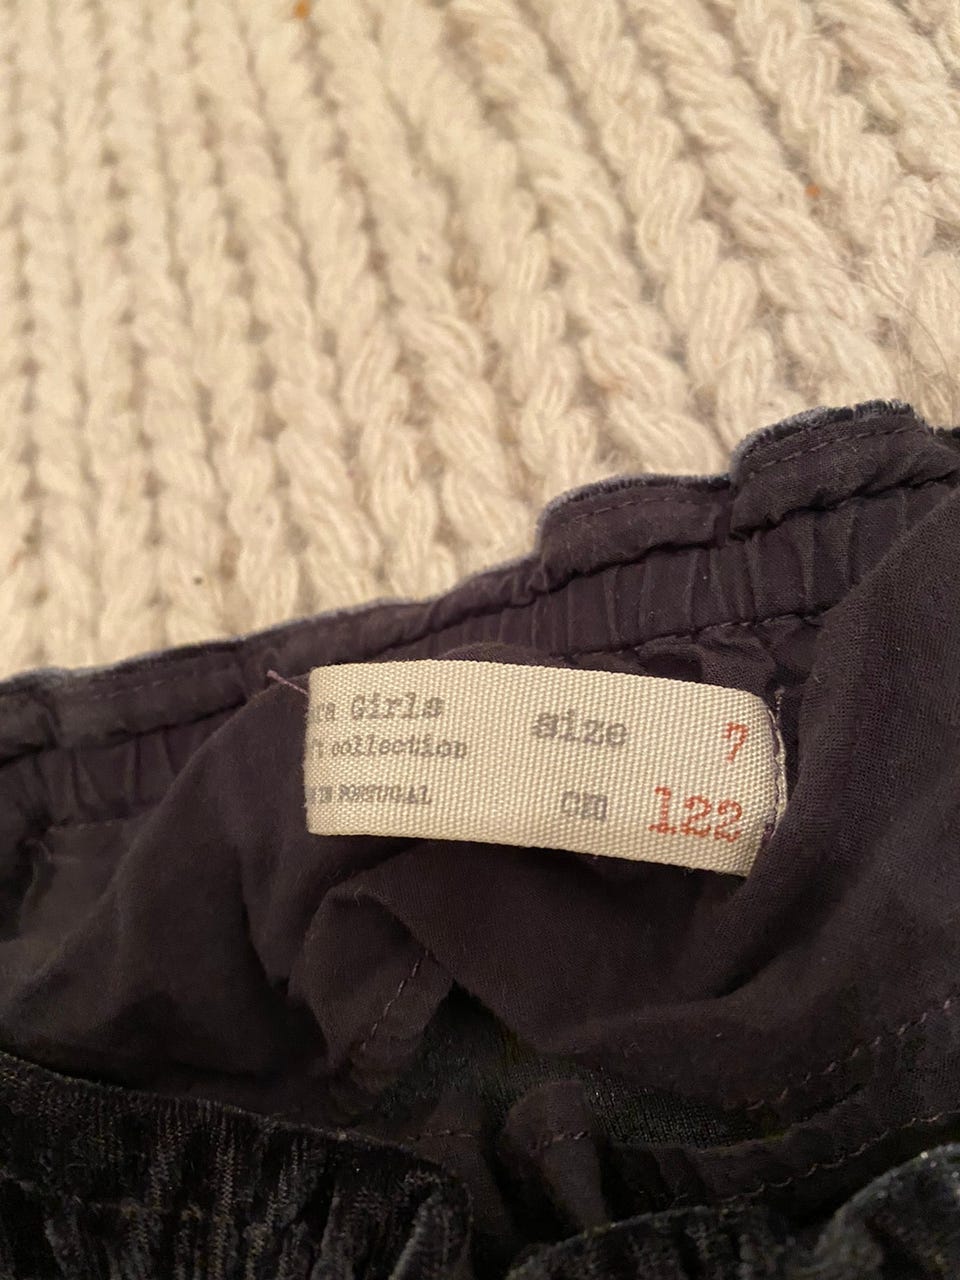 a Girls
collection
size 7
IN PORTUGAL
cm 122